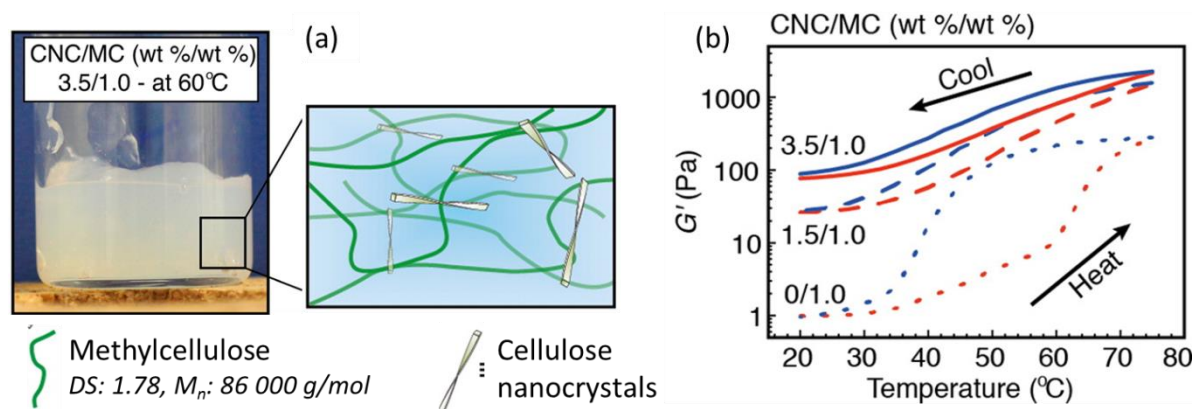 CNC/MC (wt %/wt %)
3.5/1.0 - at 60°C
(a)
Methylcellulose
DS: 1.78, Mn: 86 000 g/mol
Cellulose
nanocrystals
(b)
CNC/MC (wt %/wt %)
G' (Pa)
1000
100
10
1
Cool
3.5/1.0
1.5/1.0
0/1.0
Heat
20 30 40 50 60 70 80
Temperature (°C)